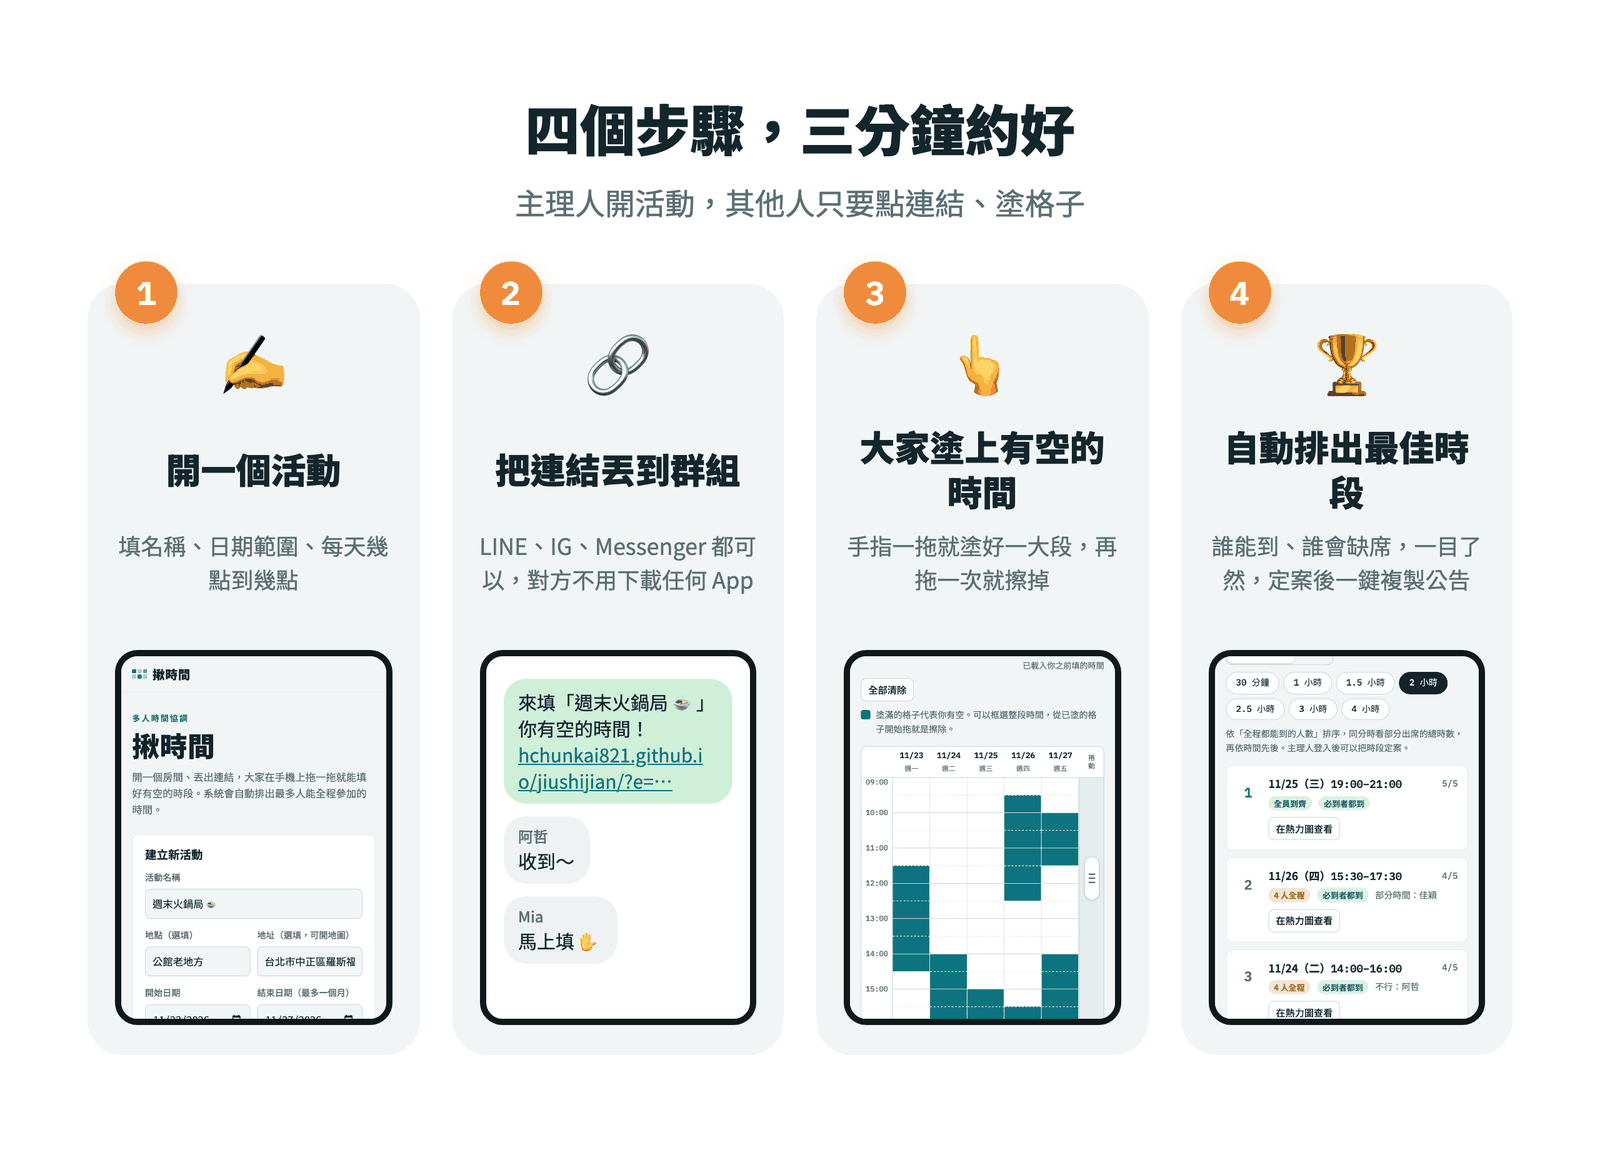 四個步驟，三分鐘約好
主理人開活動，其他人只要點連結、塗格子
1
開一個活動
填名稱、日期範圍、每天幾
點到幾點
揪時間
多人時間協調
揪時間
開一個房間、丟出連結，大家在手機上拖一拖就能填
好有空的時段。系統會自動排出最多人能全程參加的
時間。
建立新活動
活動名稱
週末火鍋局 🍲
地點（選填）
地址（選填，可開地圖）
公館老地方
台北市中正區羅斯福
開始日期
結束日期（最多一個月）
2
把連結丟到群組
LINE、IG、Messenger 都可
以，對方不用下載任何 App
來填「週末火鍋局 🍲 」
你有空的時間！
hchunkai821.github.i
o/jiushijian/?e=…
阿哲
收到～
Mia
馬上填 🖐
3
大家塗上有空的
時間
手指一拖就塗好一大段，再
拖一次就擦掉
已載入你之前填的時間
全部清除
塗滿的格子代表你有空。可以框選整段時間，從已塗的格
子開始拖就是擦除。
11/23 11/24 11/25 11/26 11/27
週一 週二 週三 週四 週五
捲動
09:00
10:00
11:00
12:00
13:00
14:00
15:00
4
自動排出最佳時
段
誰能到、誰會缺席，一目了
然，定案後一鍵複製公告
30 分鐘 1 小時 1.5 小時 2 小時
2.5 小時 3 小時 4 小時
依「全程都能到的人數」排序，同分時看部分出席的總時數，
再依時間先後。主理人登入後可以把時段定案。
1 11/25（三）19:00–21:00 5/5
全員到齊 必到者都到
在熱力圖查看
2 11/26（四）15:30–17:30 4/5
4 人全程 必到者都到 部分時間：佳穎
在熱力圖查看
3 11/24（二）14:00–16:00 4/5
4 人全程 必到者都到 不行：阿哲
在熱力圖查看